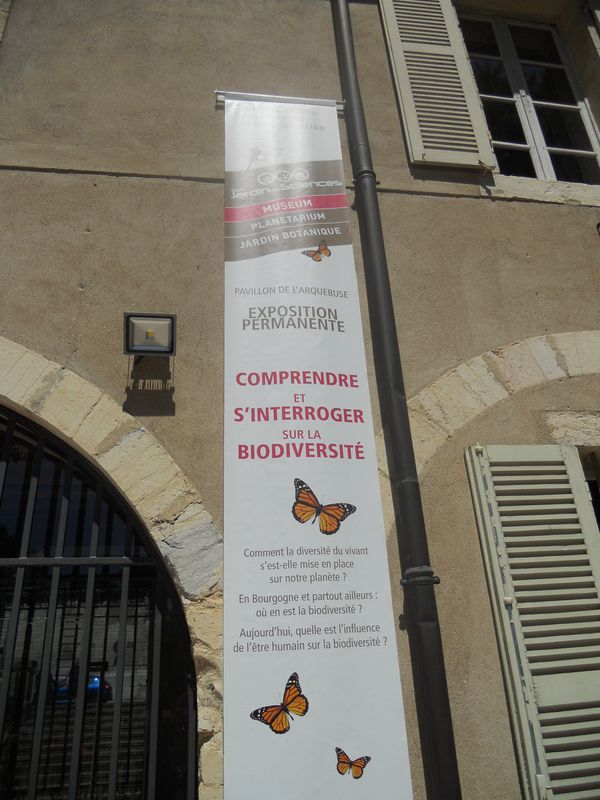 Jardin des Sciences
MUSEUM
PLANETARIUM
JARDIN BOTANIQUE
PAVILLON DE L'ARQUEBUSE
EXPOSITION
PERMANENTE
COMPRENDRE
ET
S'INTERROGER
SUR LA
BIODIVERSITÉ
Comment la diversité du vivant
s'est-elle mise en place
sur notre planète ?
En Bourgogne et partout ailleurs :
où en est la biodiversité ?
Aujourd'hui, quelle est l'influence
de l'être humain sur la biodiversité ?